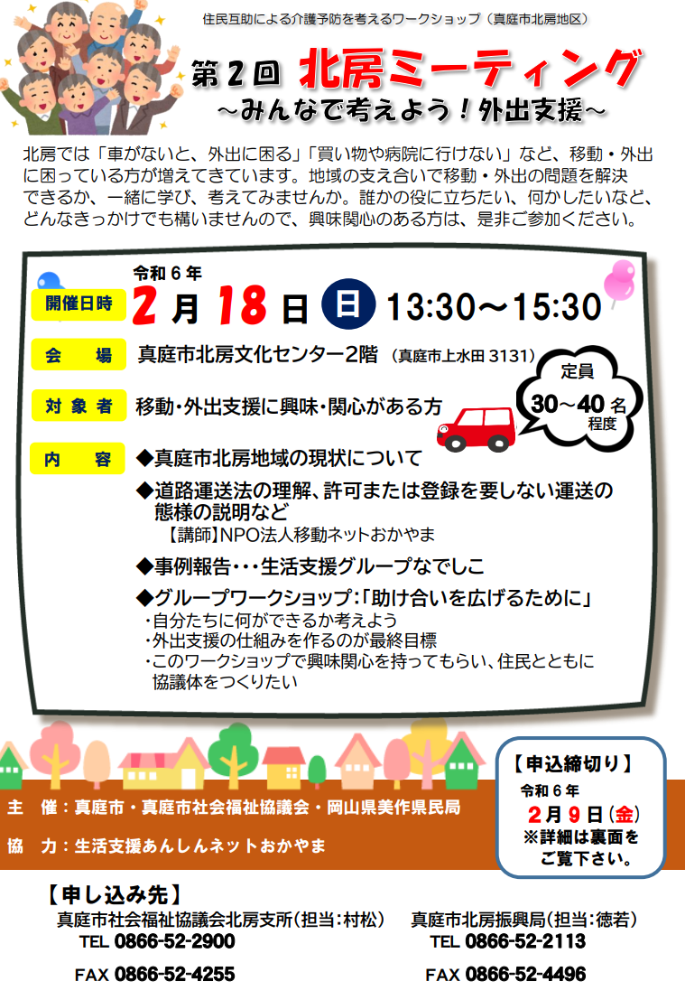 住民互助による介護予防を考えるワークショップ（真庭市北房地区）
第２回 北房ミーティング
～みんなで考えよう！外出支援～
北房では「車がないと、外出に困る」「買い物や病院に行けない」など、移動・外出
に困っている方が増えてきています。地域の支え合いで移動・外出の問題を解決
できるか、一緒に学び、考えてみませんか。誰かの役に立ちたい、何かしたいなど、
どんなきっかけでも構いませんので、興味関心のある方は、是非ご参加ください。
令和６年
開催日時 2月18日 日 13:30～15:30
会場 真庭市北房文化センター2階 （真庭市上水田3131）
定員
30～40名
程度
対象者 移動・外出支援に興味・関心がある方
内容 ◆真庭市北房地域の現状について
◆道路運送法の理解、許可または登録を要しない運送の
態様の説明など
【講師】NPO法人移動ネットおかやま
◆事例報告・・・生活支援グループなでしこ
◆グループワークショップ：「助け合いを広げるために」
・自分たちに何ができるか考えよう
・外出支援の仕組みを作るのが最終目標
・このワークショップで興味関心を持ってもらい、住民とともに
協議体をつくりたい
主　催：真庭市・真庭市社会福祉協議会・岡山県美作県民局
協　力：生活支援あんしんネットおかやま
【申込締切り】
令和６年
2月9日（金）
※詳細は裏面を
ご覧下さい。
【申し込み先】
真庭市社会福祉協議会北房支所（担当：村松）
TEL 0866-52-2900
FAX 0866-52-4255
真庭市北房振興局（担当：徳若）
TEL 0866-52-2113
FAX 0866-52-4496